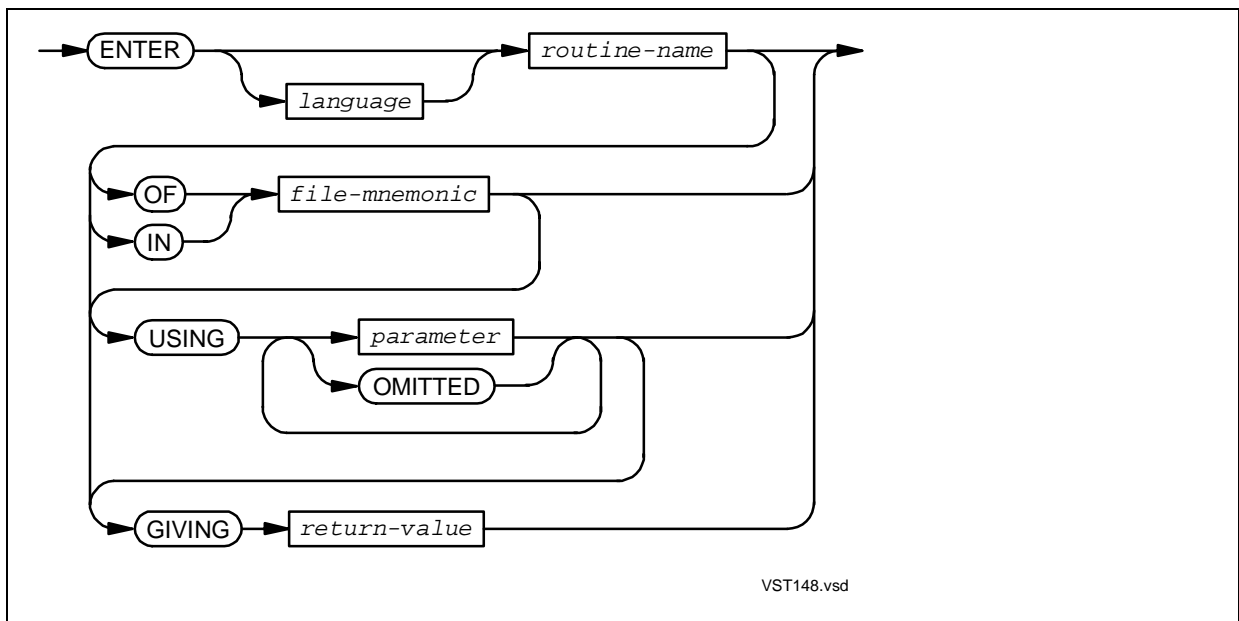 ENTER
routine-name
language
OF
file-mnemonic
IN
USING
parameter
OMITTED
GIVING
return-value
VST148.vsd